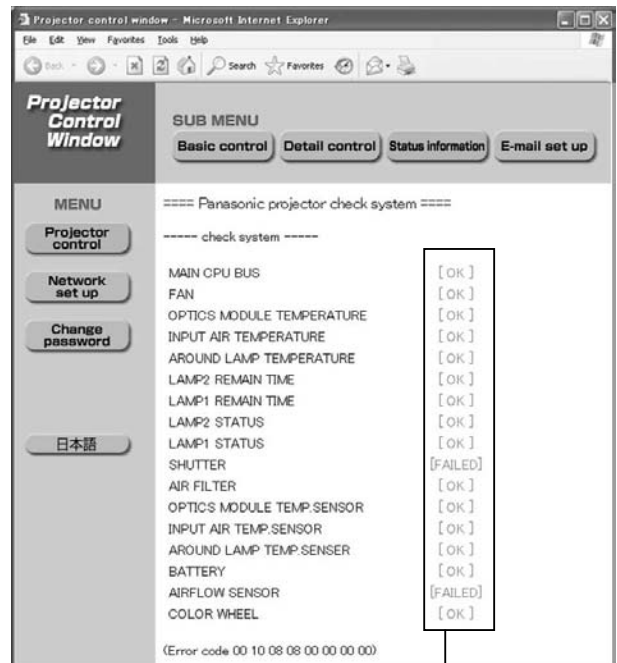 Projector control window - Microsoft Internet Explorer
File Edit View Favorites Tools Help
Back Search Favorites
Projector Control Window
SUB MENU
Basic control Detail control Status information E-mail set up
MENU
Projector control
Network set up
Change password
日本語
==== Panasonic projector check system ====
----- check system -----
MAIN CPU BUS [ OK ]
FAN [ OK ]
OPTICS MODULE TEMPERATURE [ OK ]
INPUT AIR TEMPERATURE [ OK ]
AROUND LAMP TEMPERATURE [ OK ]
LAMP2 REMAIN TIME [ OK ]
LAMP1 REMAIN TIME [ OK ]
LAMP2 STATUS [ OK ]
LAMP1 STATUS [ OK ]
SHUTTER [FAILED]
AIR FILTER [ OK ]
OPTICS MODULE TEMP.SENSOR [ OK ]
INPUT AIR TEMP.SENSOR [ OK ]
AROUND LAMP TEMP.SENSER [ OK ]
BATTERY [ OK ]
AIRFLOW SENSOR [FAILED]
COLOR WHEEL [ OK ]
(Error code 00 10 08 08 00 00 00 00)